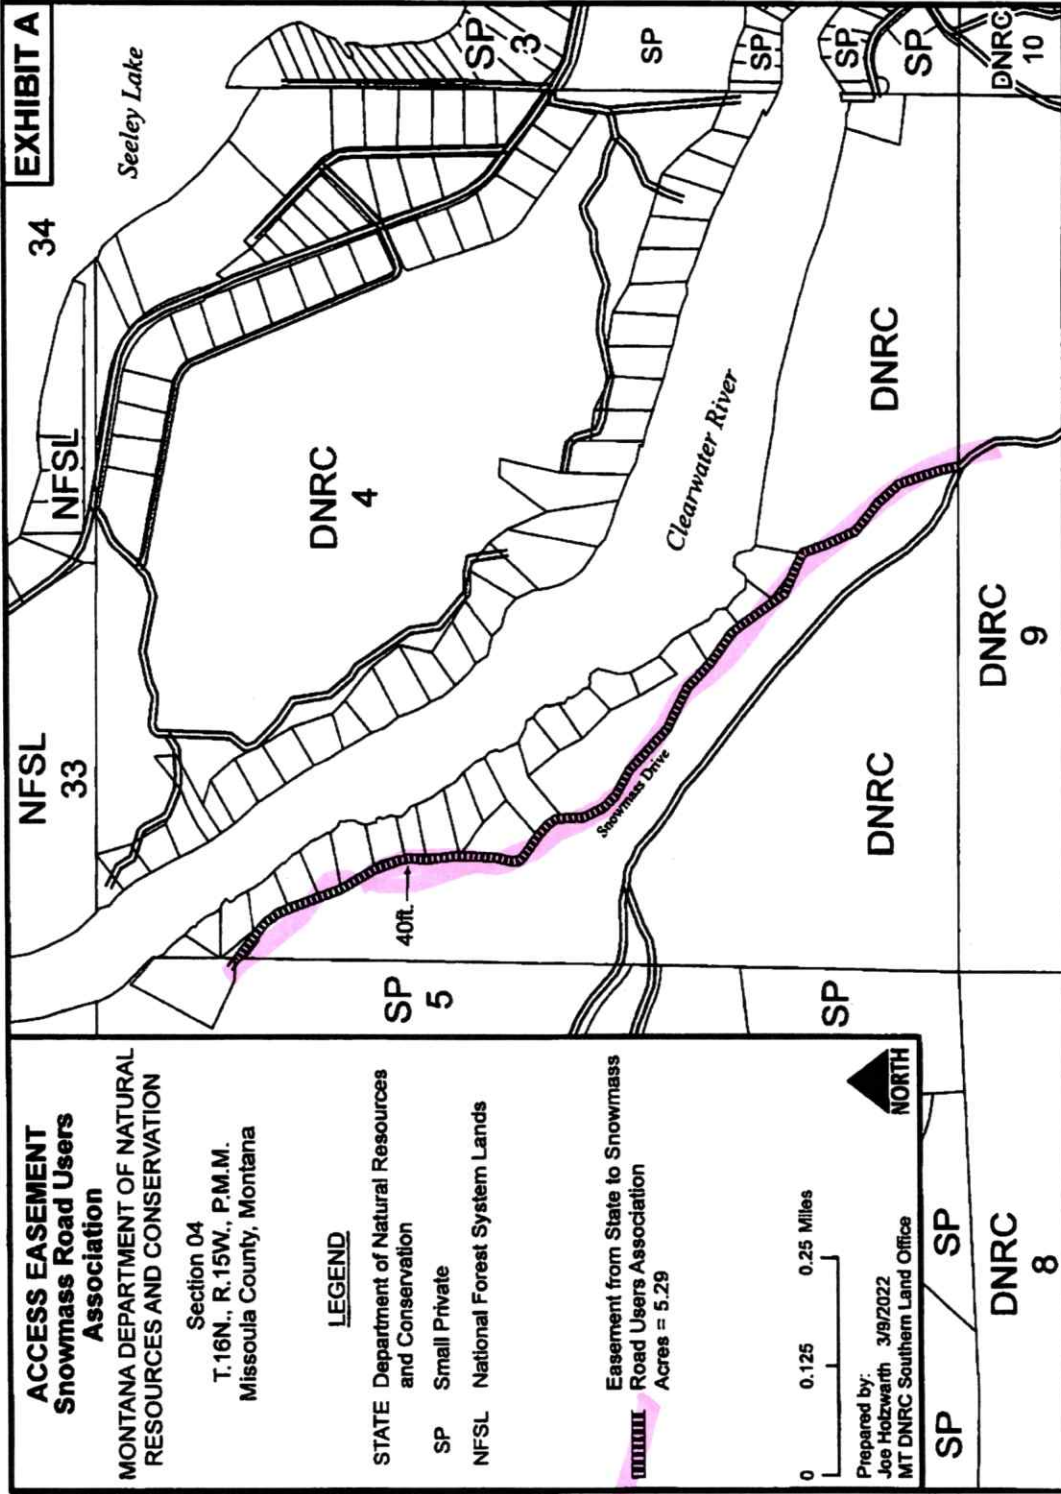 EXHIBIT A
ACCESS EASEMENT
Snowmass Road Users
Association
MONTANA DEPARTMENT OF NATURAL
RESOURCES AND CONSERVATION
Section 04
T.16N., R.15W., P.M.M.
Missoula County, Montana
LEGEND
STATE Department of Natural Resources
and Conservation
SP Small Private
NFSL National Forest System Lands
Easement from State to Snowmass
Road Users Association
Acres = 5.29
0 0.125 0.25 Miles
Prepared by:
Joe Holzwarth 3/9/2022
MT DNRC Southern Land Office
NORTH
NFSL
33
NFSL
34
Seeley Lake
SP
3
SP
SP
SP
SP
DNRC
10
DNRC
4
Clearwater River
DNRC
40ft.
Snowmass Drive
SP
5
SP
DNRC
DNRC
9
SP
SP
DNRC
8